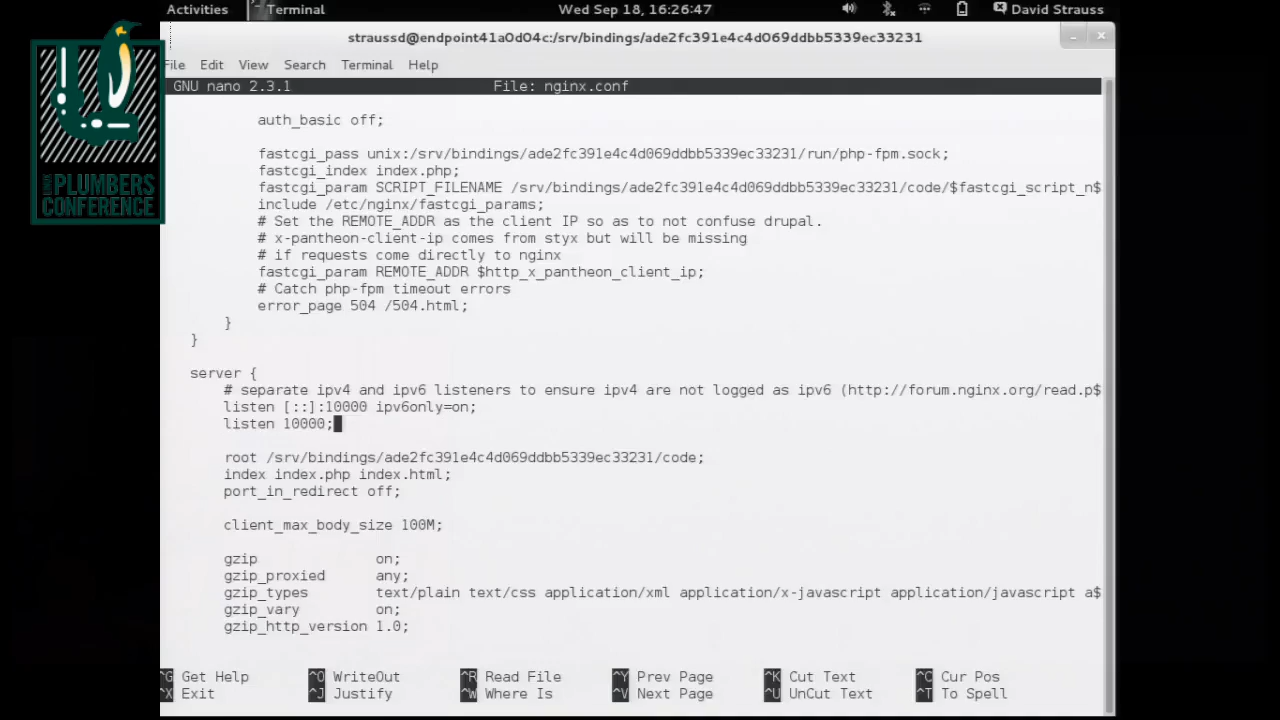 Activities Terminal Wed Sep 18, 16:26:47 David Strauss
straussd@endpoint41a0d04c:/srv/bindings/ade2fc391e4c4d069ddbb5339ec33231
File Edit View Search Terminal Help
GNU nano 2.3.1 File: nginx.conf
auth_basic off;
fastcgi_pass unix:/srv/bindings/ade2fc391e4c4d069ddbb5339ec33231/run/php-fpm.sock;
fastcgi_index index.php;
fastcgi_param SCRIPT_FILENAME /srv/bindings/ade2fc391e4c4d069ddbb5339ec33231/code/$fastcgi_script_n$
include /etc/nginx/fastcgi_params;
# Set the REMOTE_ADDR as the client IP so as to not confuse drupal.
# x-pantheon-client-ip comes from styx but will be missing
# if requests come directly to nginx
fastcgi_param REMOTE_ADDR $http_x_pantheon_client_ip;
# Catch php-fpm timeout errors
error_page 504 /504.html;
}
}
server {
# separate ipv4 and ipv6 listeners to ensure ipv4 are not logged as ipv6 (http://forum.nginx.org/read.p$
listen [::]:10000 ipv6only=on;
listen 10000;
root /srv/bindings/ade2fc391e4c4d069ddbb5339ec33231/code;
index index.php index.html;
port_in_redirect off;
client_max_body_size 100M;
gzip on;
gzip_proxied any;
gzip_types text/plain text/css application/xml application/x-javascript application/javascript a$
gzip_vary on;
gzip_http_version 1.0;
^G Get Help ^O WriteOut ^R Read File ^Y Prev Page ^K Cut Text ^C Cur Pos
^X Exit ^J Justify ^W Where Is ^V Next Page ^U UnCut Text ^T To Spell
LINUX
PLUMBERS
CONFERENCE